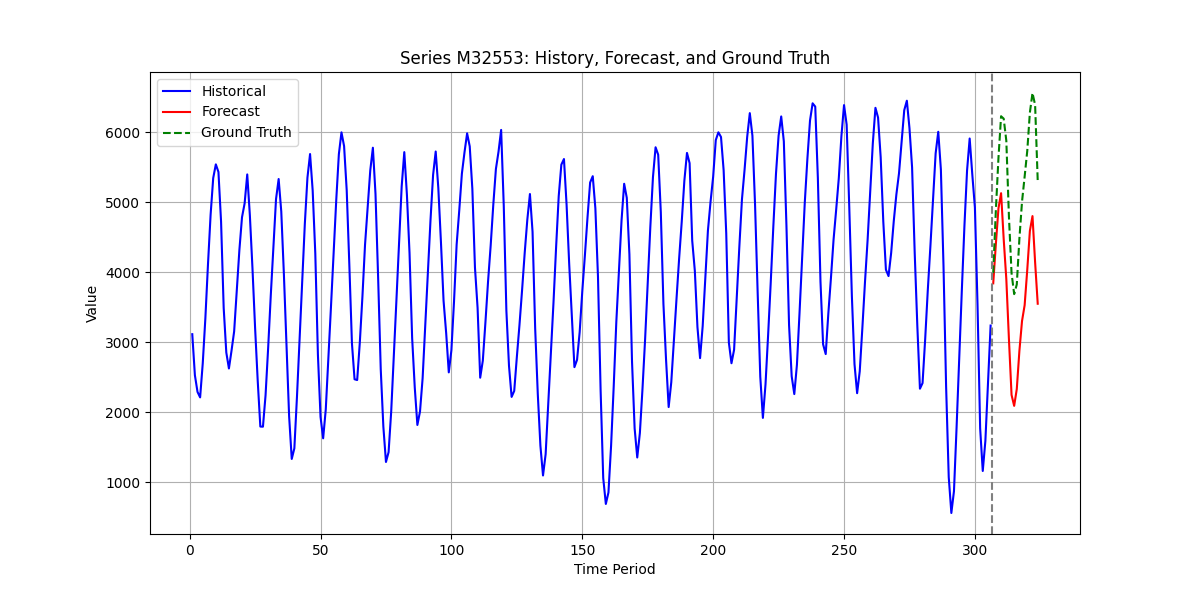 Series M32553: History, Forecast, and Ground Truth
Historical
Forecast
Ground Truth
Value
6000
5000
4000
3000
2000
1000
0 50 100 150 200 250 300
Time Period